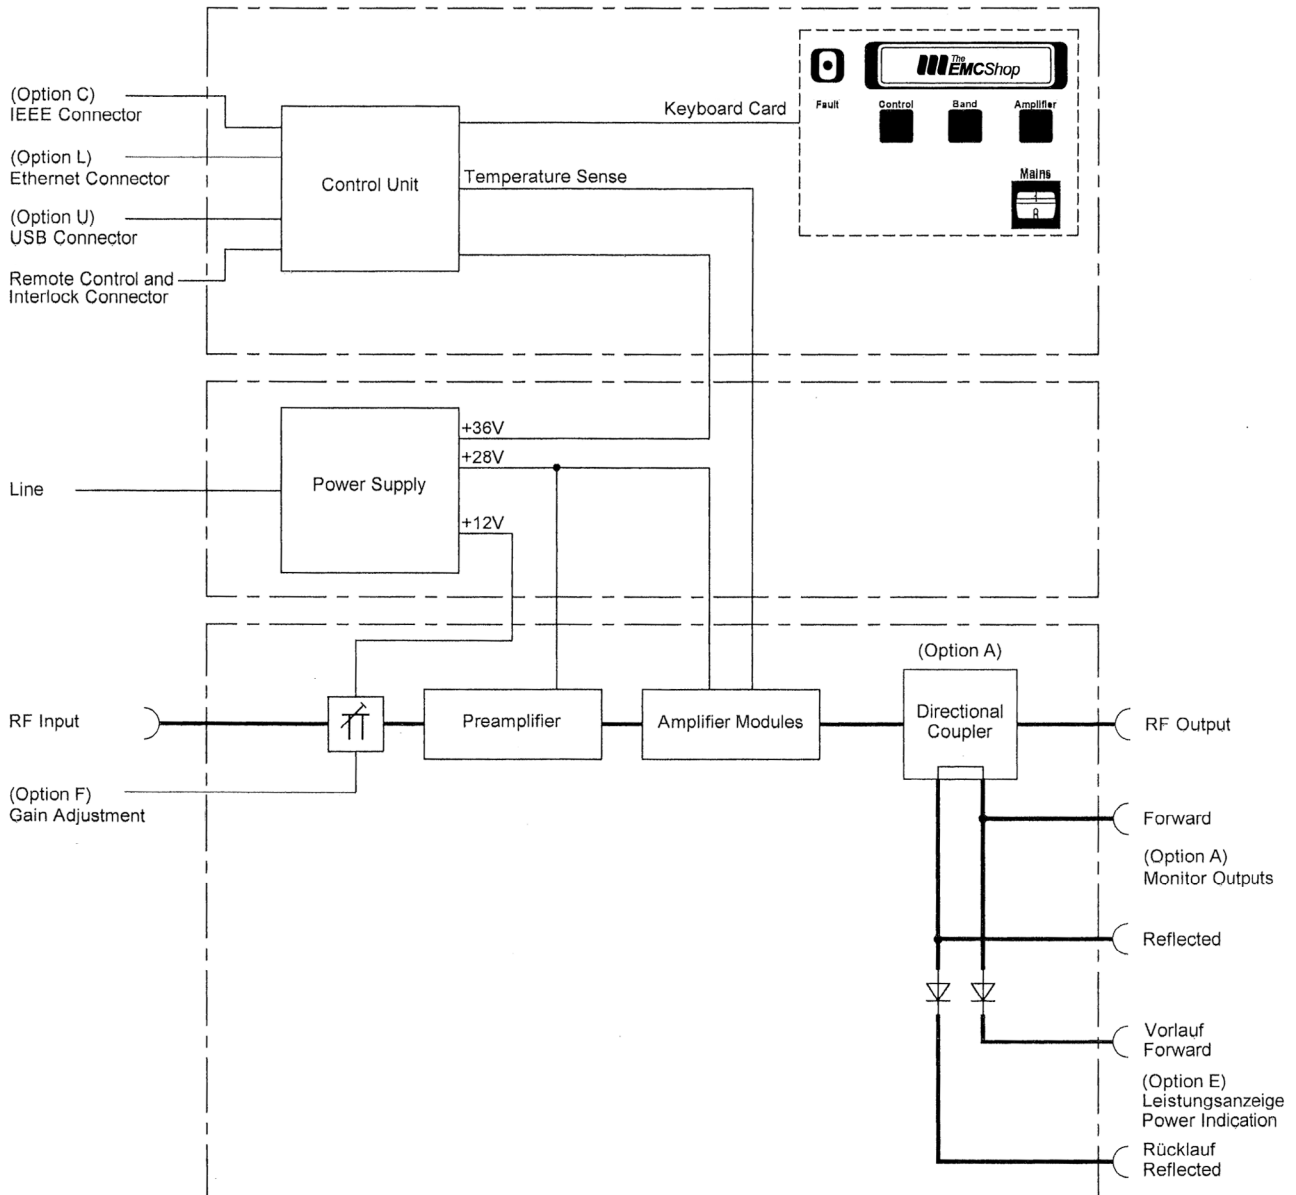 The
EMCShop
Fault
Control
Band
Amplifier
Mains
I
0
(Option C)
IEEE Connector
(Option L)
Ethernet Connector
(Option U)
USB Connector
Remote Control and
Interlock Connector
Control Unit
Keyboard Card
Temperature Sense
Line
Power Supply
+36V
+28V
+12V
RF Input
(Option F)
Gain Adjustment
Preamplifier
Amplifier Modules
(Option A)
Directional
Coupler
RF Output
Forward
(Option A)
Monitor Outputs
Reflected
Vorlauf
Forward
(Option E)
Leistungsanzeige
Power Indication
Rücklauf
Reflected